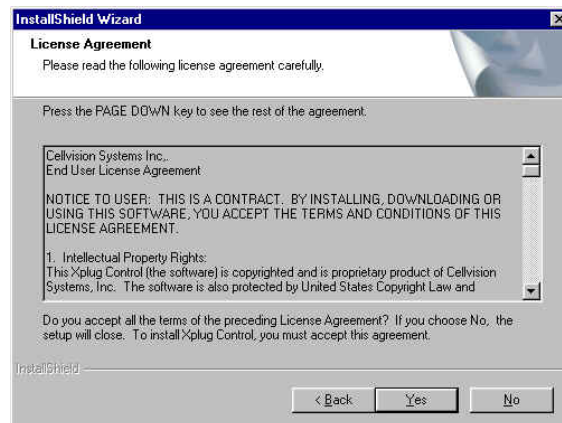 InstallShield Wizard
License Agreement
Please read the following license agreement carefully.
Press the PAGE DOWN key to see the rest of the agreement.
Cellvision Systems Inc,.
End User License Agreement
NOTICE TO USER: THIS IS A CONTRACT. BY INSTALLING, DOWNLOADING OR
USING THIS SOFTWARE, YOU ACCEPT THE TERMS AND CONDITIONS OF THIS
LICENSE AGREEMENT.
1. Intellectual Property Rights:
This Xplug Control (the software) is copyrighted and is proprietary product of Cellvision
Systems, Inc. The software is also protected by United States Copyright Law and
Do you accept all the terms of the preceding License Agreement? If you choose No, the
setup will close. To install Xplug Control, you must accept this agreement.
InstallShield
< Back Yes No